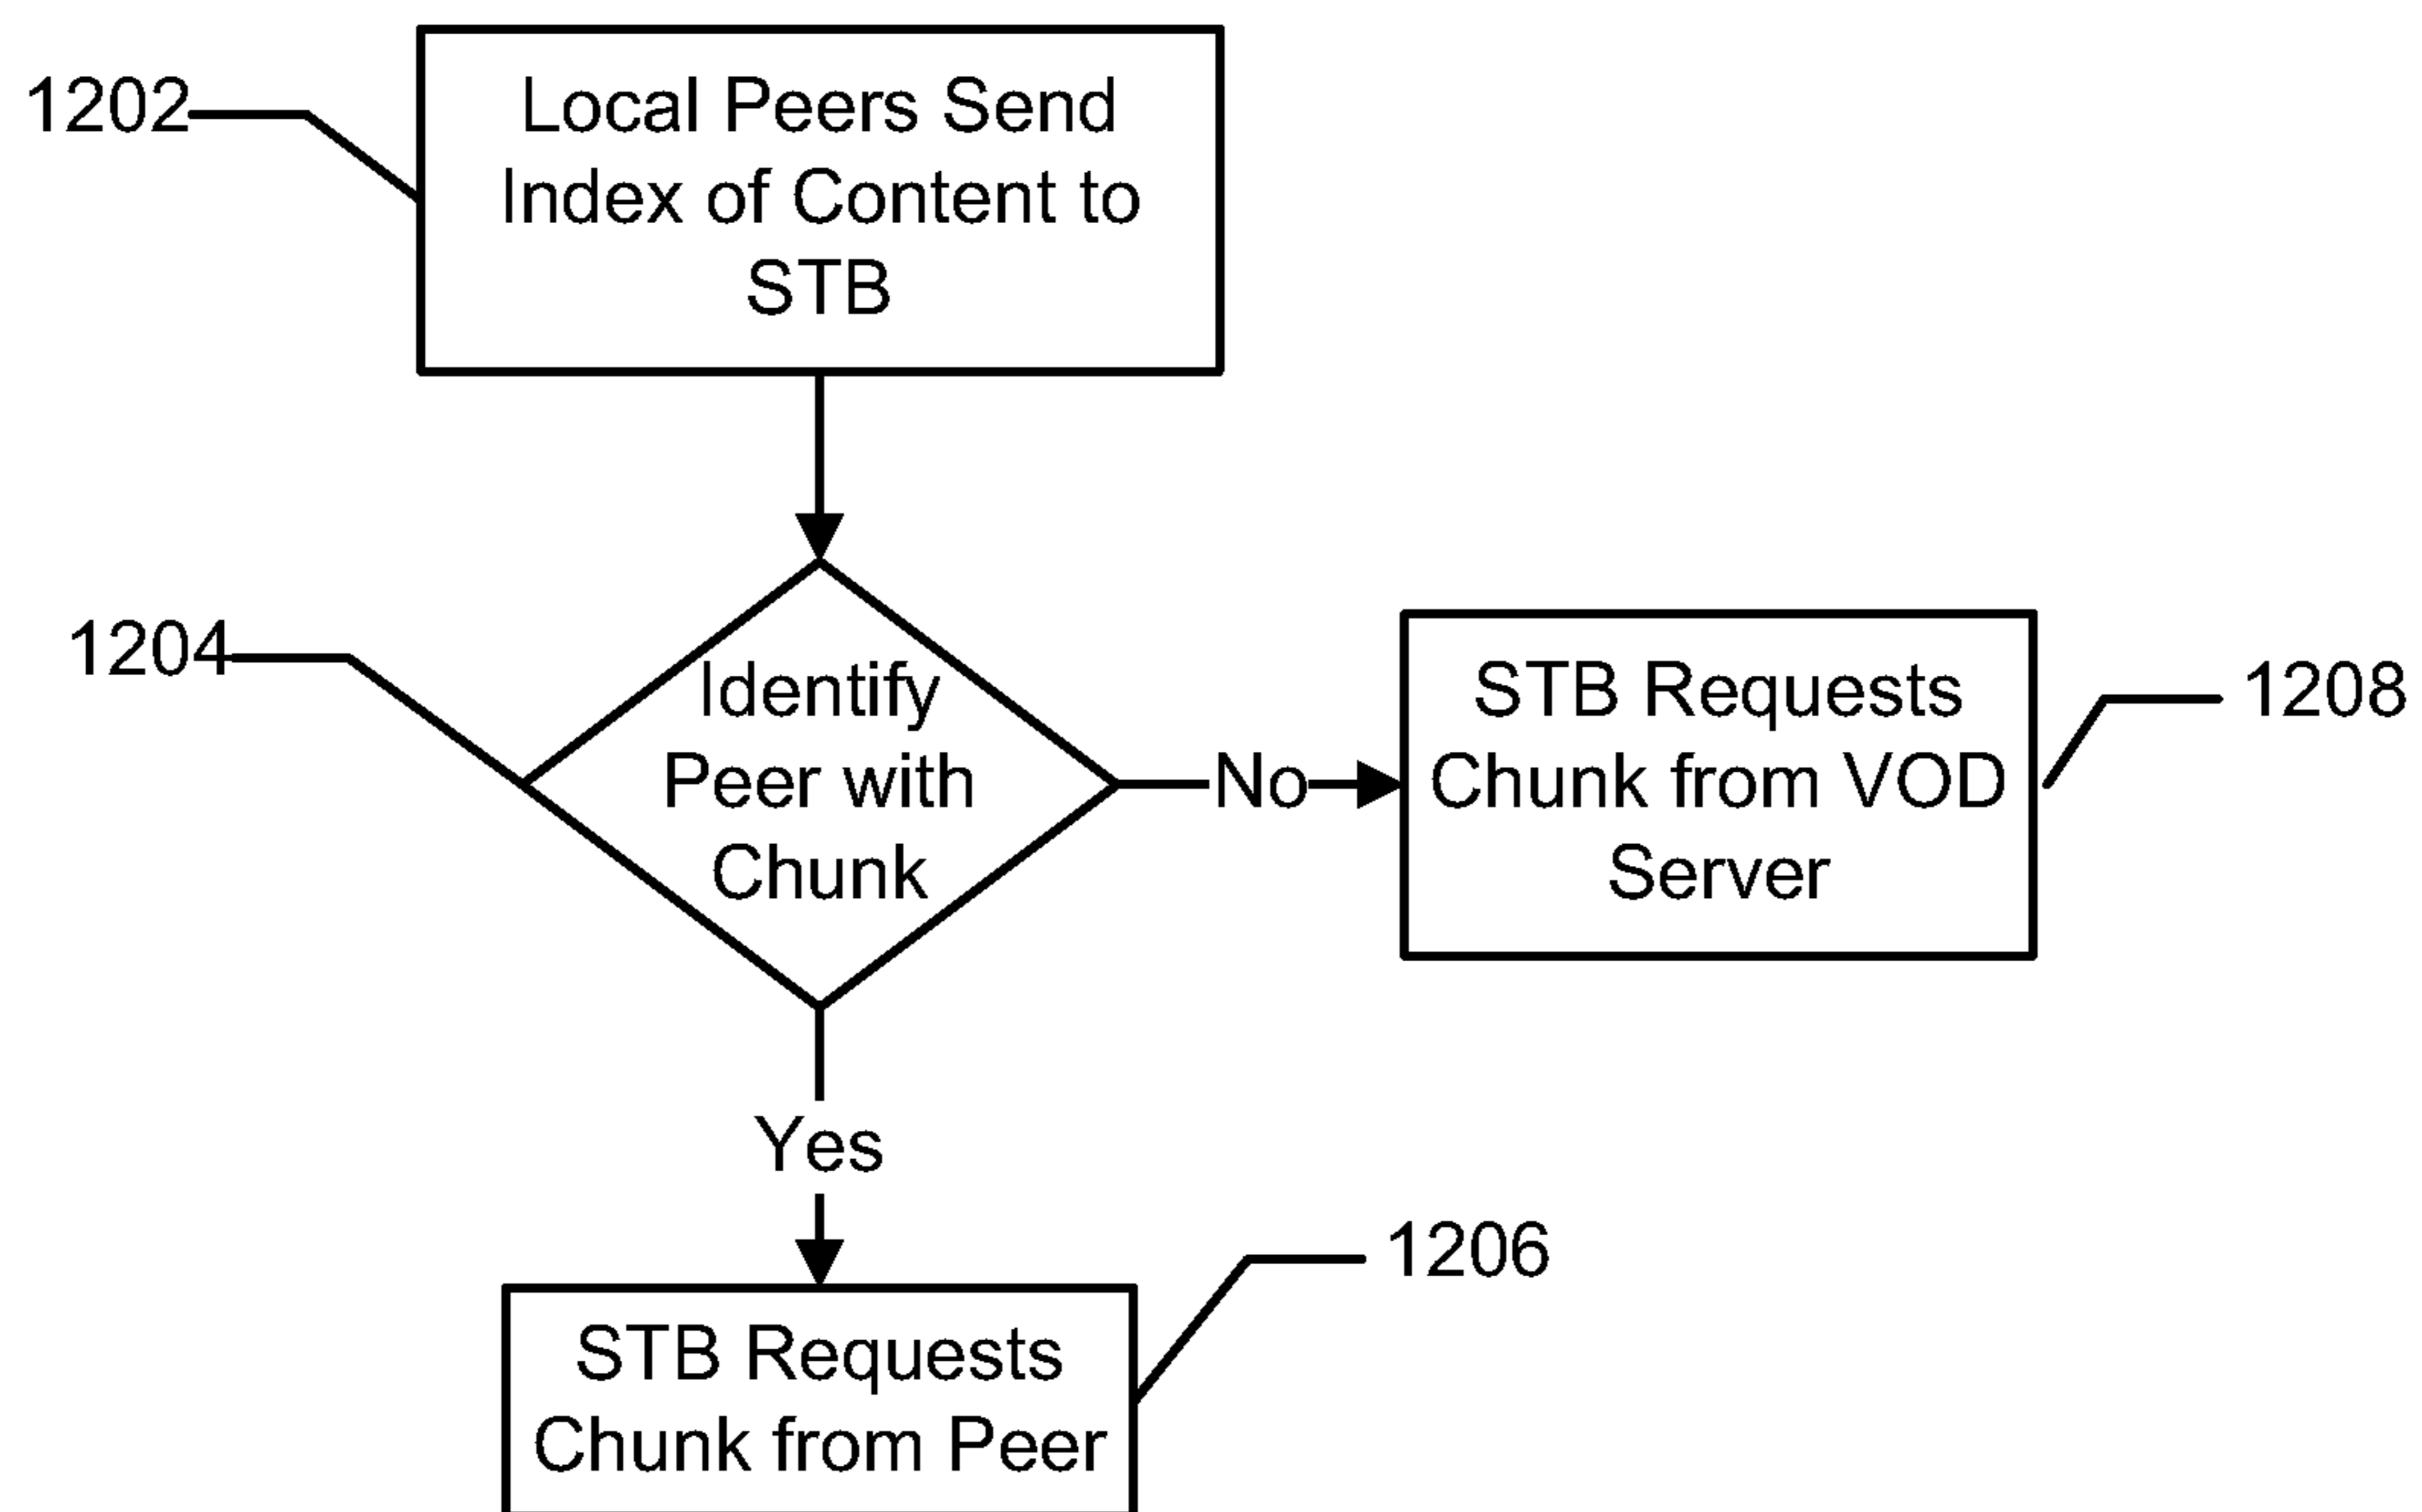 1202
Local Peers Send
Index of Content to
STB
1204
Identify
Peer with
Chunk
No
STB Requests
Chunk from VOD
Server
1208
Yes
1206
STB Requests
Chunk from Peer